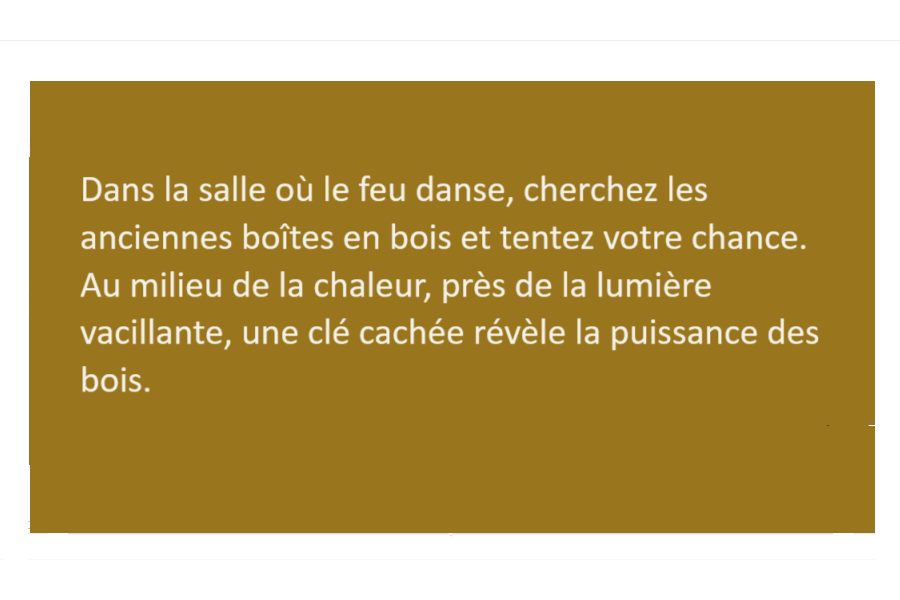 Dans la salle où le feu danse, cherchez les
anciennes boîtes en bois et tentez votre chance.
Au milieu de la chaleur, près de la lumière
vacillante, une clé cachée révèle la puissance des
bois.